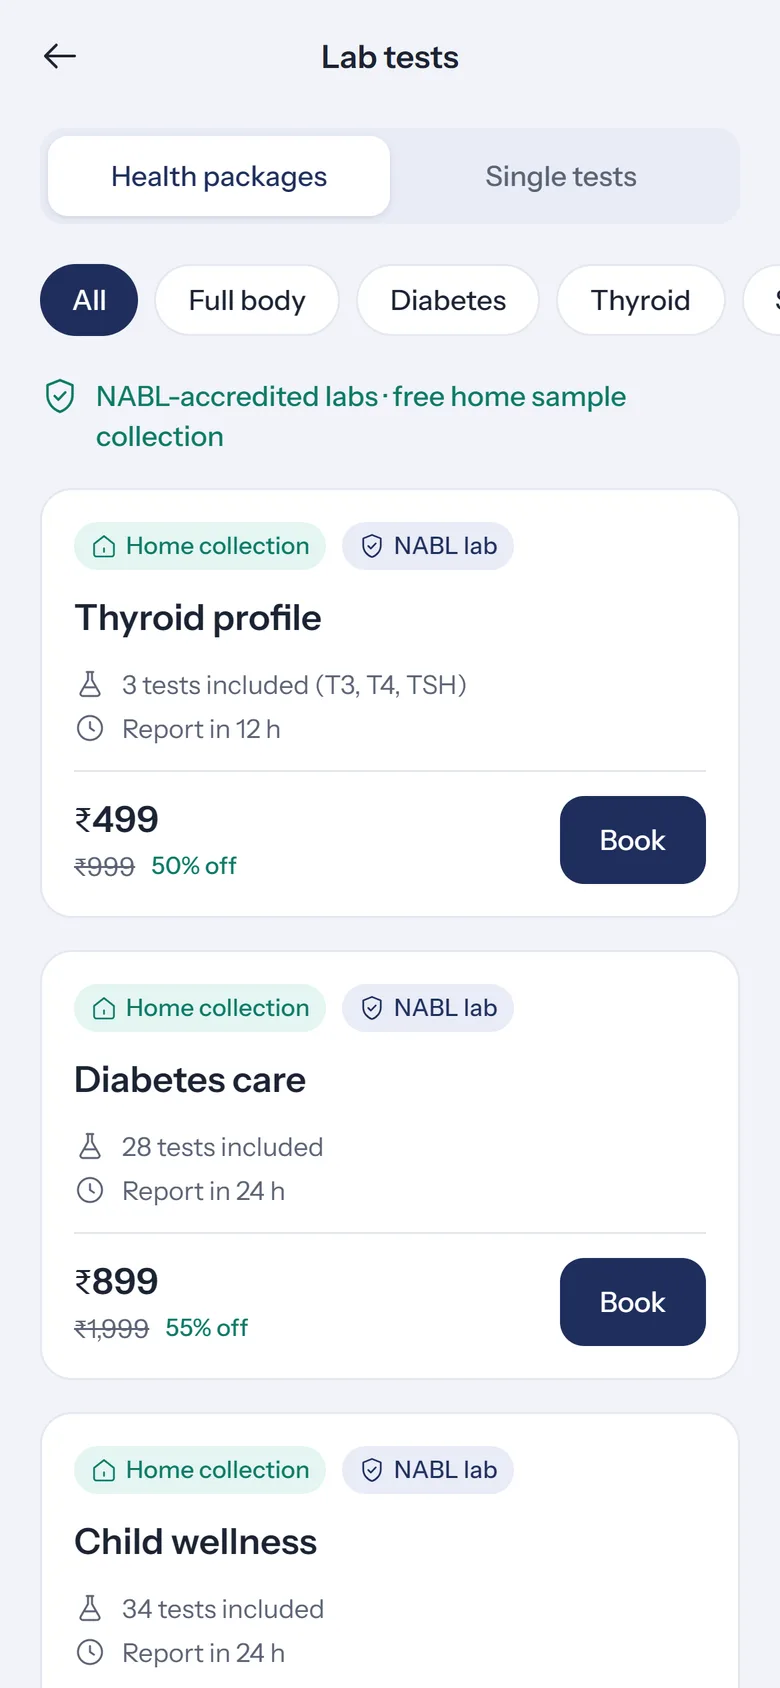 Lab tests
Health packages
Single tests
All
Full body
Diabetes
Thyroid
NABL-accredited labs · free home sample
collection
Home collection
NABL lab
Thyroid profile
3 tests included (T3, T4, TSH)
Report in 12 h
₹499
₹999 50% off
Book
Home collection
NABL lab
Diabetes care
28 tests included
Report in 24 h
₹899
₹1,999 55% off
Book
Home collection
NABL lab
Child wellness
34 tests included
Report in 24 h